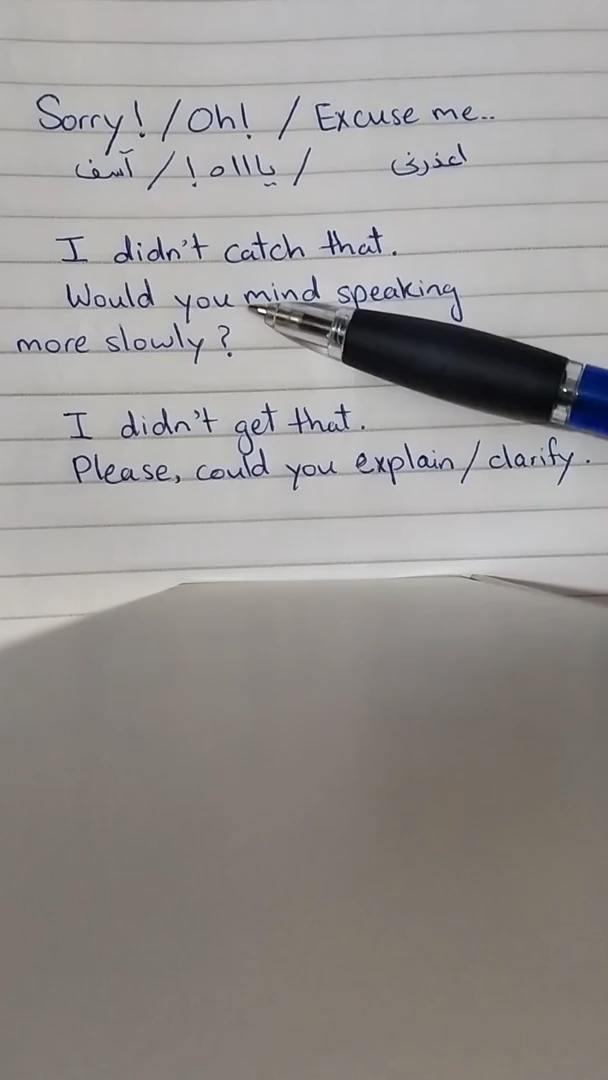 Sorry! / Oh! / Excuse me..
آسف / ياااه ! / اعذرنى
I didn't catch that.
Would you mind speaking
more slowly?
I didn't get that.
Please, could you explain / clarify.